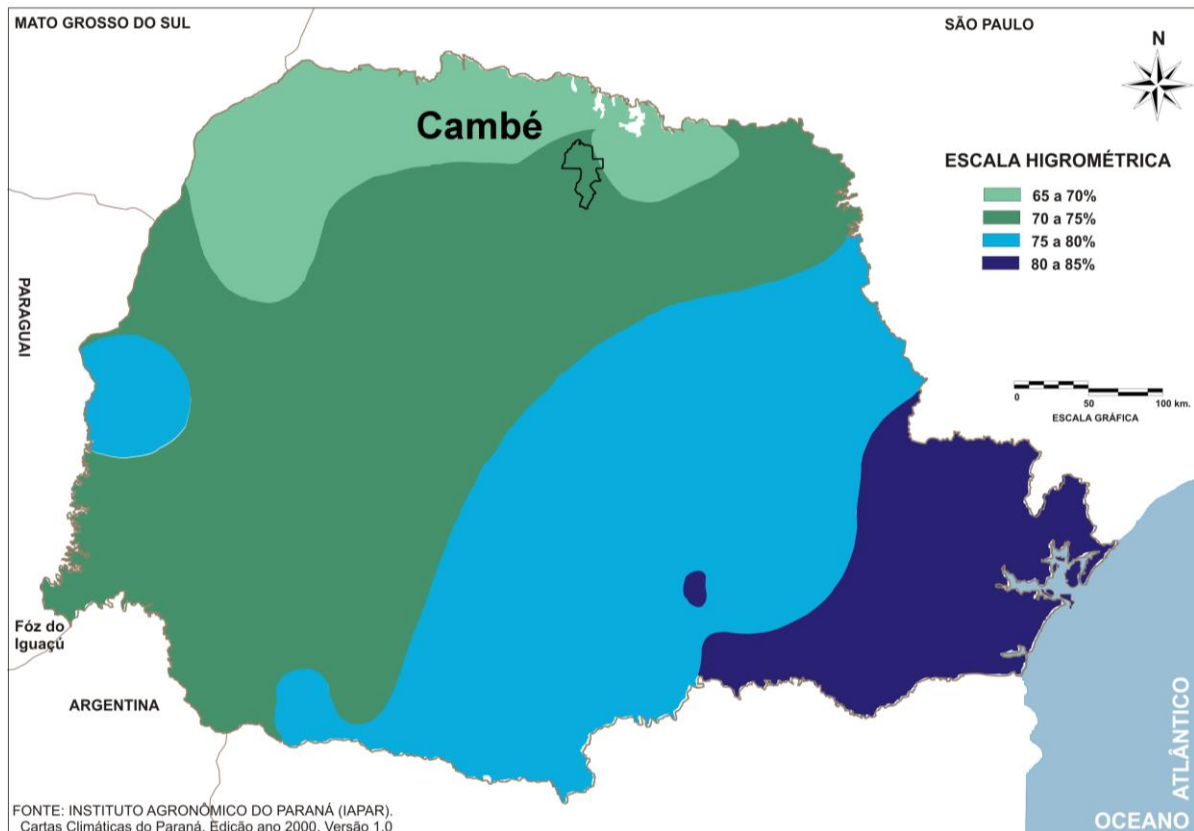 MATO GROSSO DO SUL
SÃO PAULO
N
Cambé
ESCALA HIGROMÉTRICA
65 a 70%
70 a 75%
75 a 80%
80 a 85%
PARAGUAI
0 50 100 km.
ESCALA GRÁFICA
Fóz do
Iguaçú
ARGENTINA
OCEANO ATLÂNTICO
FONTE: INSTITUTO AGRONÔMICO DO PARANÁ (IAPAR).
Cartas Climáticas do Paraná. Edição ano 2000. Versão 1.0